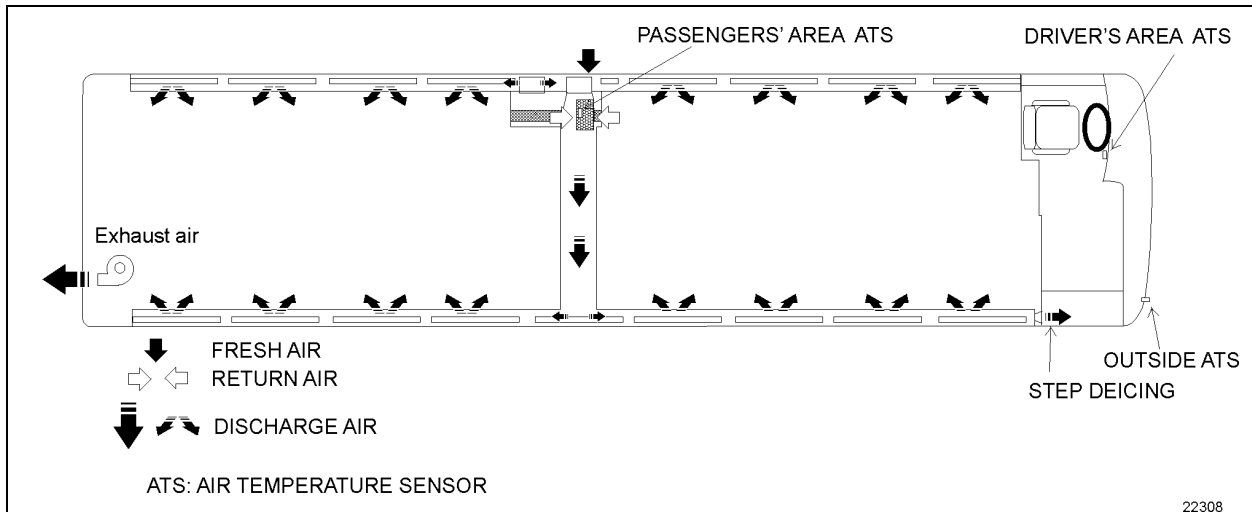 PASSENGERS' AREA ATS
DRIVER'S AREA ATS
Exhaust air
OUTSIDE ATS
STEP DEICING
FRESH AIR
RETURN AIR
DISCHARGE AIR
ATS: AIR TEMPERATURE SENSOR
22308